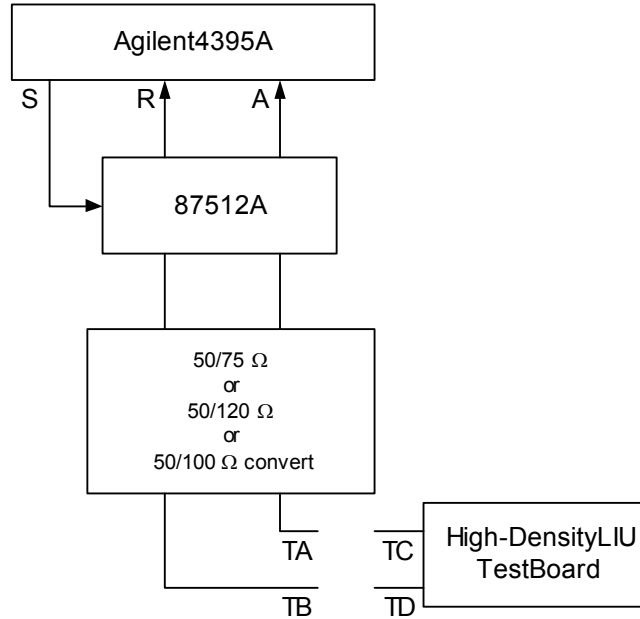 Agilent4395A
S R A
87512A
50/75 Ω
or
50/120 Ω
or
50/100 Ω convert
TA TC
High-DensityLIU
TestBoard
TB TD